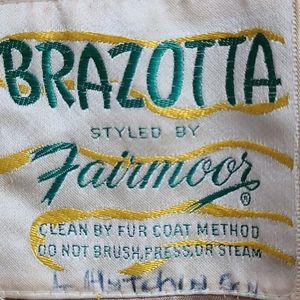 BRAZOTTA
STYLED BY
Fairmoor®
CLEAN BY FUR COAT METHOD
DO NOT BRUSH, PRESS, OR STEAM